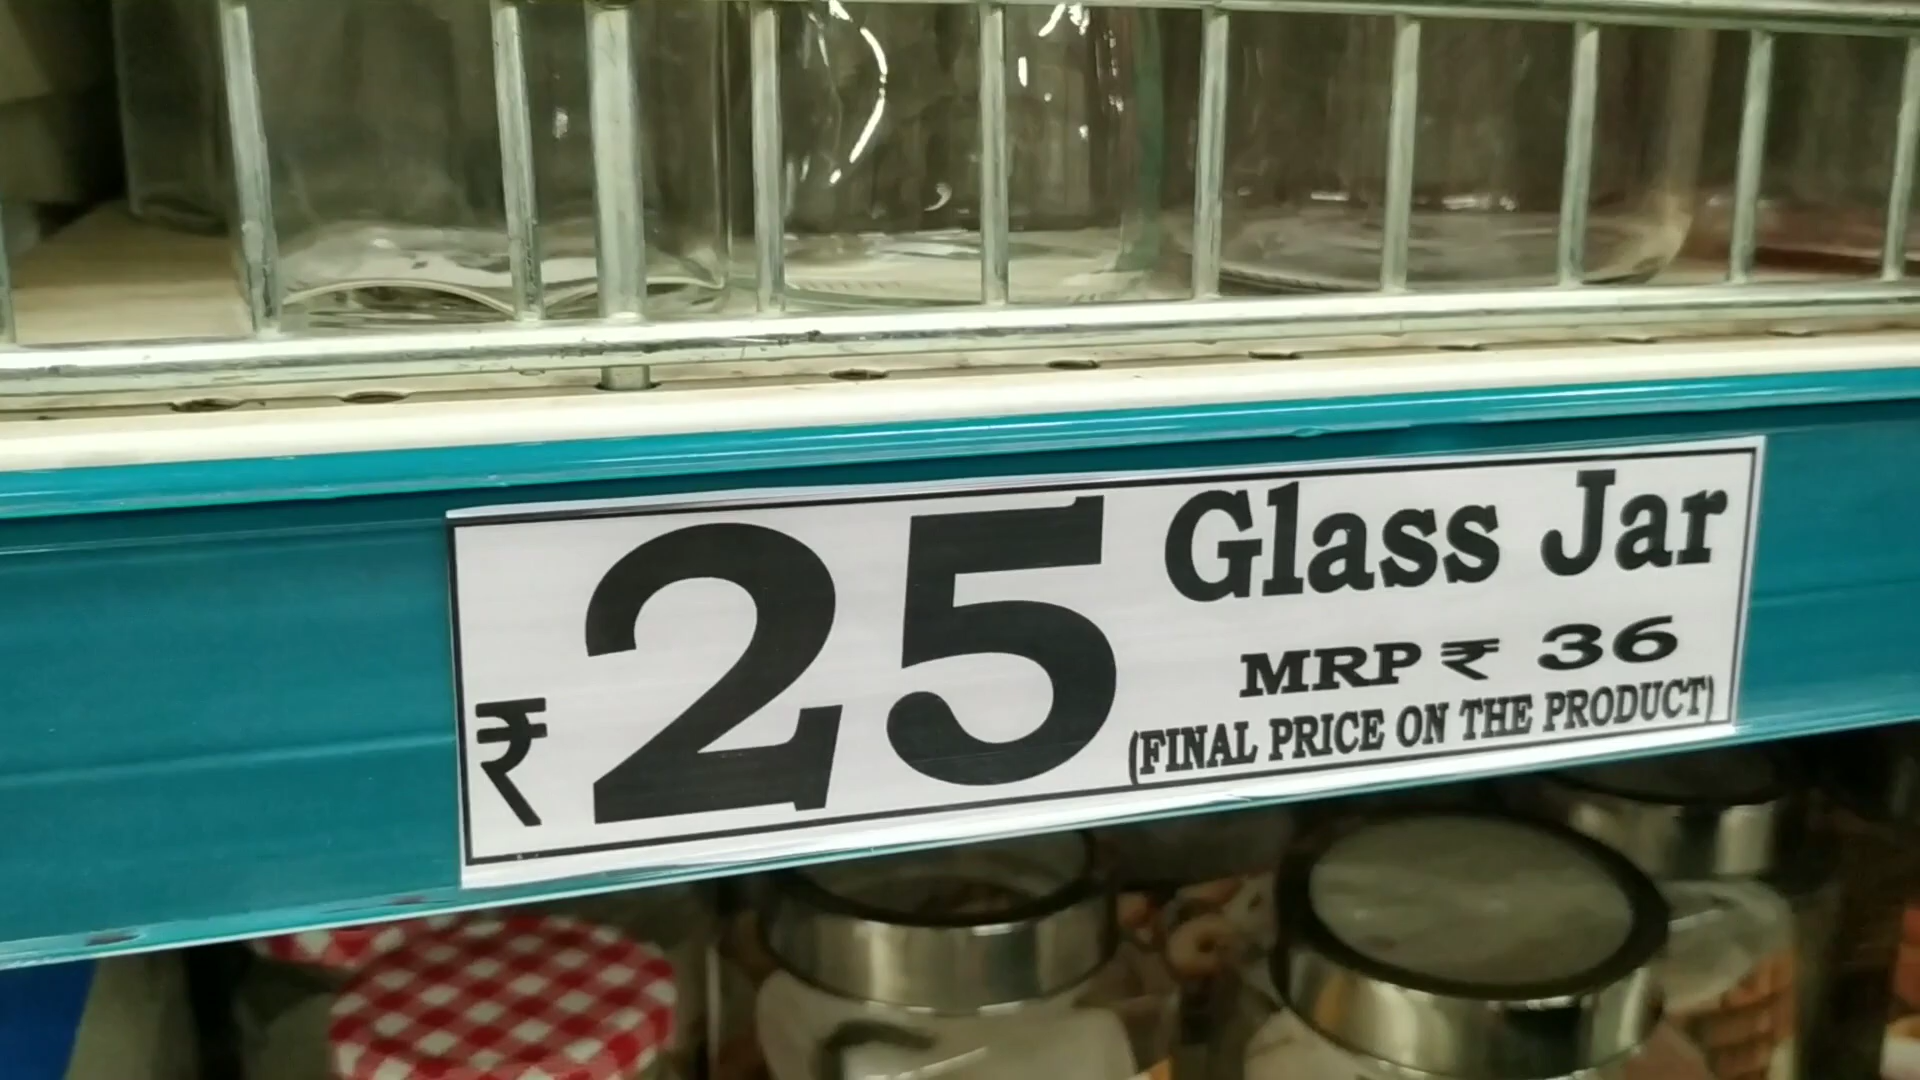 ₹ 25
Glass Jar
MRP ₹ 36
(FINAL PRICE ON THE PRODUCT)